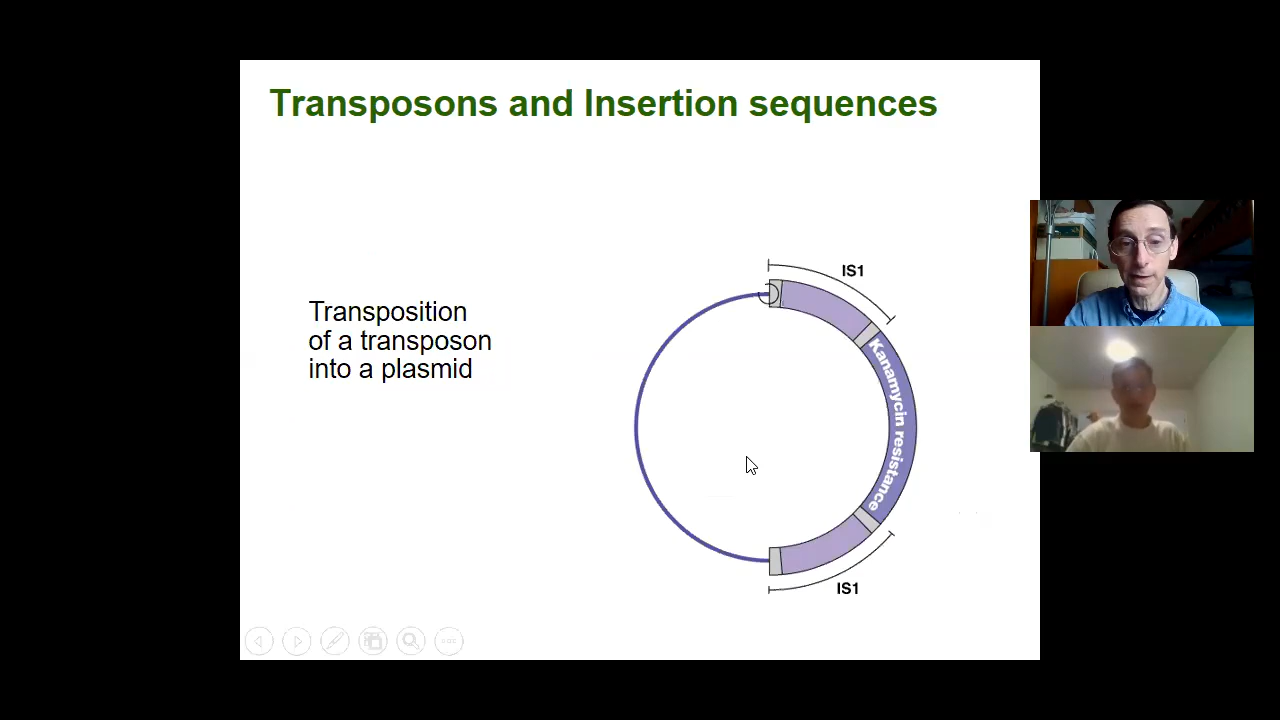 Transposons and Insertion sequences
IS1
Transposition
of a transposon
into a plasmid
Kanamycin resistance
IS1